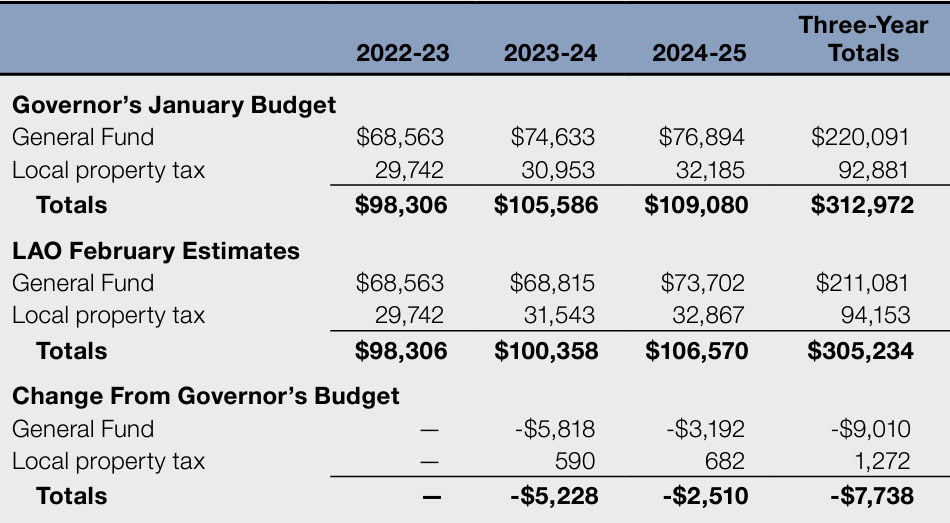 Three-Year
2022-23 2023-24 2024-25 Totals
Governor’s January Budget
General Fund $68,563 $74,633 $76,894 $220,091
Local property tax 29,742 30,953 32,185 92,881
Totals $98,306 $105,586 $109,080 $312,972
LAO February Estimates
General Fund $68,563 $68,815 $73,702 $211,081
Local property tax 29,742 31,543 32,867 94,153
Totals $98,306 $100,358 $106,570 $305,234
Change From Governor’s Budget
General Fund — -$5,818 -$3,192 -$9,010
Local property tax — 590 682 1,272
Totals — -$5,228 -$2,510 -$7,738